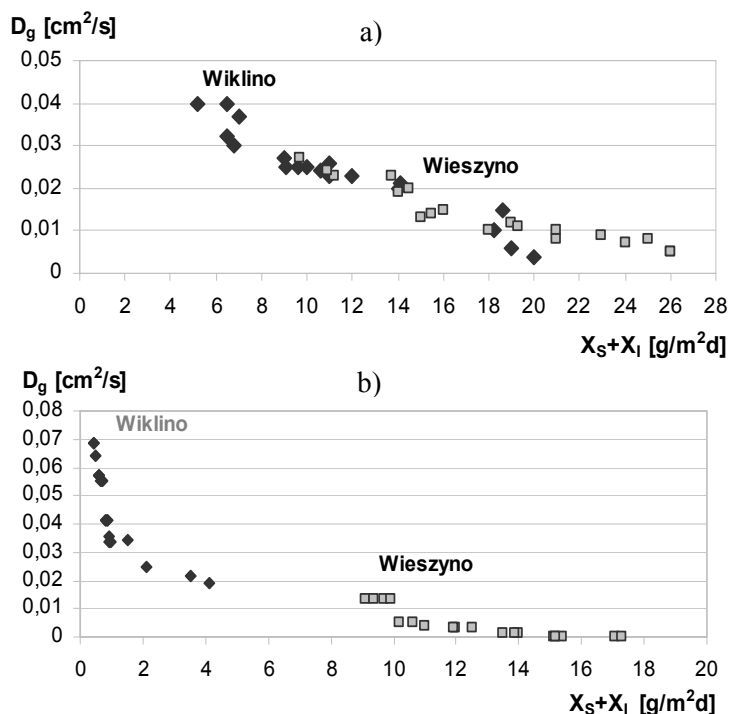 D_g [cm²/s] a)
0,05
Wiklino
0,04
0,03
Wieszyno
0,02
0,01
0
0 2 4 6 8 10 12 14 16 18 20 22 24 26 28
X_S+X_I [g/m²d]
D_g [cm²/s] b)
0,08
Wiklino
0,07
0,06
0,05
0,04
0,03
Wieszyno
0,02
0,01
0
0 2 4 6 8 10 12 14 16 18 20
X_S+X_I [g/m²d]